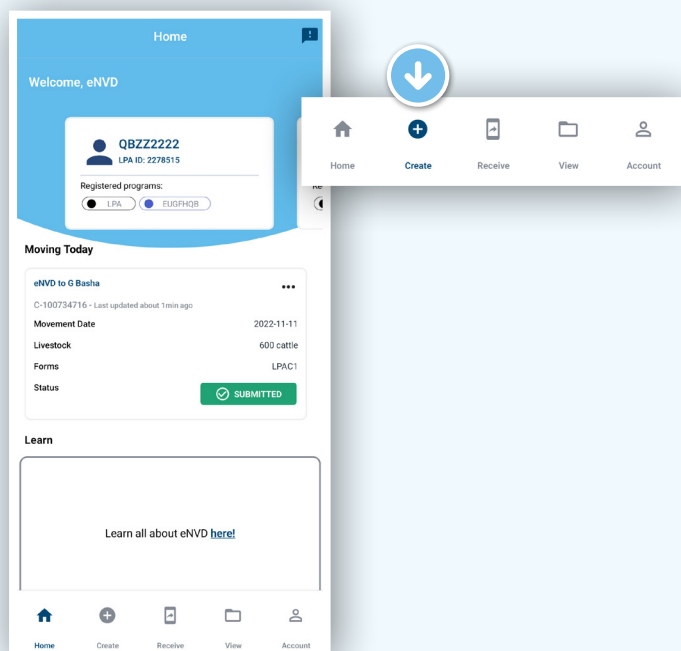 Home
Welcome, eNVD
QBZZ2222
LPA ID: 2278515
Registered programs:
LPA EUGFHQB
Moving Today
eNVD to G Basha
C-100734716 - Last updated about 1min ago
Movement Date 2022-11-11
Livestock 600 cattle
Forms LPAC1
Status SUBMITTED
Learn
Learn all about eNVD here!
Home Create Receive View Account
Home Create Receive View Account